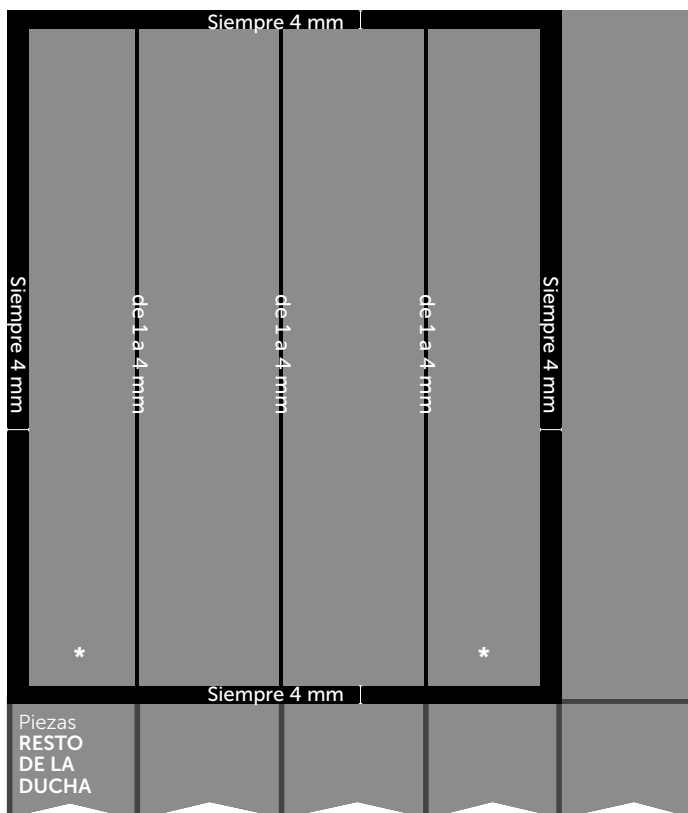 Siempre 4 mm
Siempre 4 mm
de 1 a 4 mm
de 1 a 4 mm
de 1 a 4 mm
Siempre 4 mm
*
*
Siempre 4 mm
Piezas
RESTO
DE LA
DUCHA